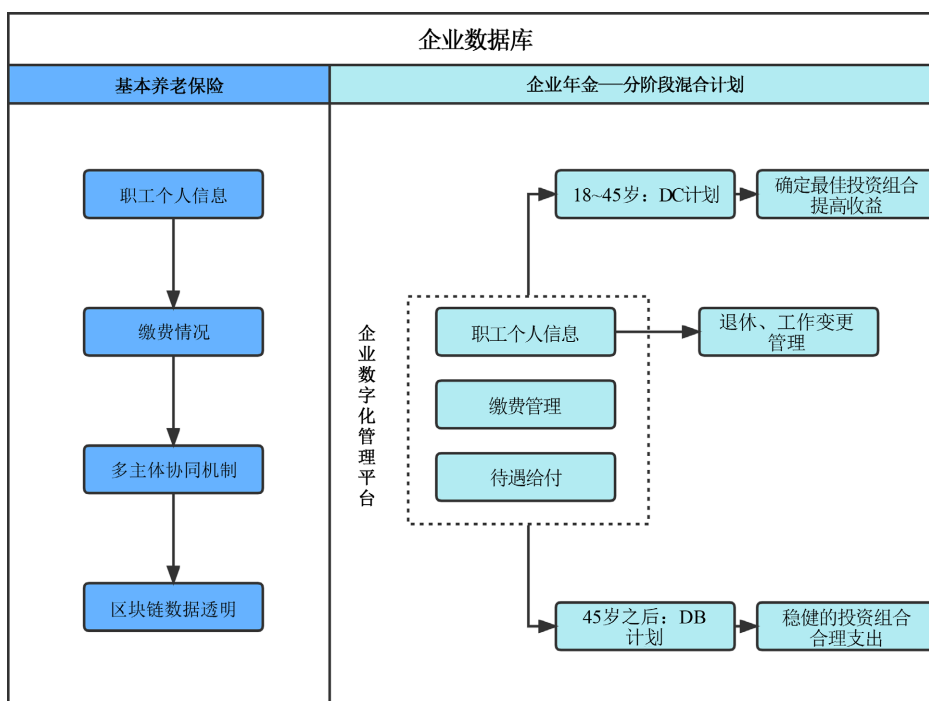 企业数据库
基本养老保险
企业年金——分阶段混合计划
职工个人信息
缴费情况
多主体协同机制
区块链数据透明
企业数字化管理平台
18~45岁：DC计划
确定最佳投资组合
提高收益
职工个人信息
退休、工作变更
管理
缴费管理
待遇给付
45岁之后：DB
计划
稳健的投资组合
合理支出